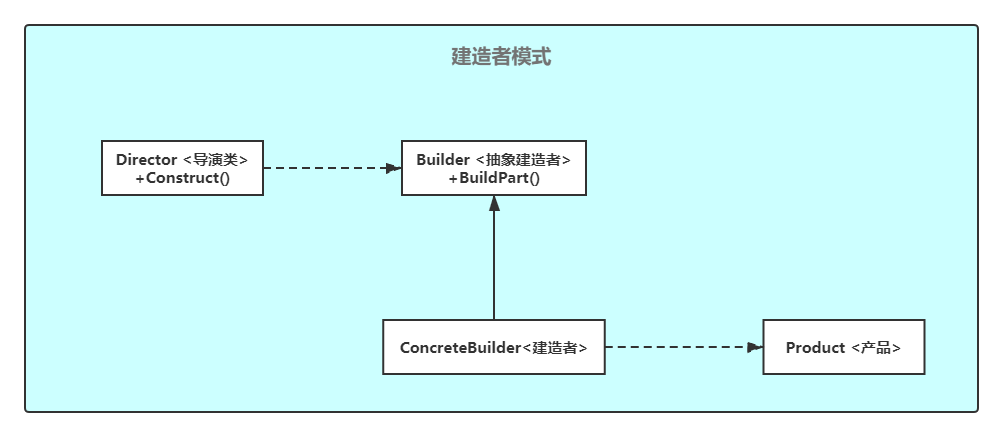 建造者模式
Director <导演类>
+Construct()
Builder <抽象建造者>
+BuildPart()
ConcreteBuilder<建造者>
Product <产品>